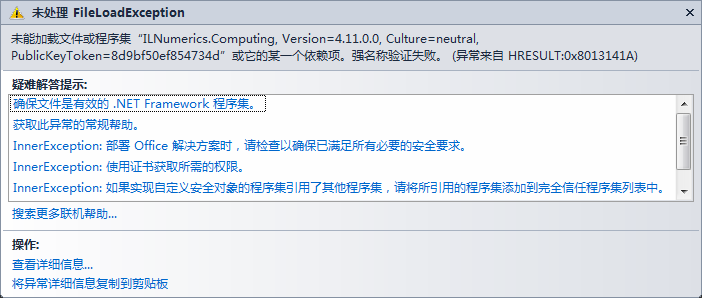 未处理 FileLoadException
未能加载文件或程序集“ILNumerics.Computing, Version=4.11.0.0, Culture=neutral,
PublicKeyToken=8d9bf50ef854734d”或它的某一个依赖项。强名称验证失败。 (异常来自 HRESULT:0x8013141A)
疑难解答提示:
确保文件是有效的 .NET Framework 程序集。
获取此异常的常规帮助。
InnerException: 部署 Office 解决方案时，请检查以确保已满足所有必要的安全要求。
InnerException: 使用证书获取所需的权限。
InnerException: 如果实现自定义安全对象的程序集引用了其他程序集，请将所引用的程序集添加到完全信任程序集列表中。
搜索更多联机帮助...
操作:
查看详细信息...
将异常详细信息复制到剪贴板